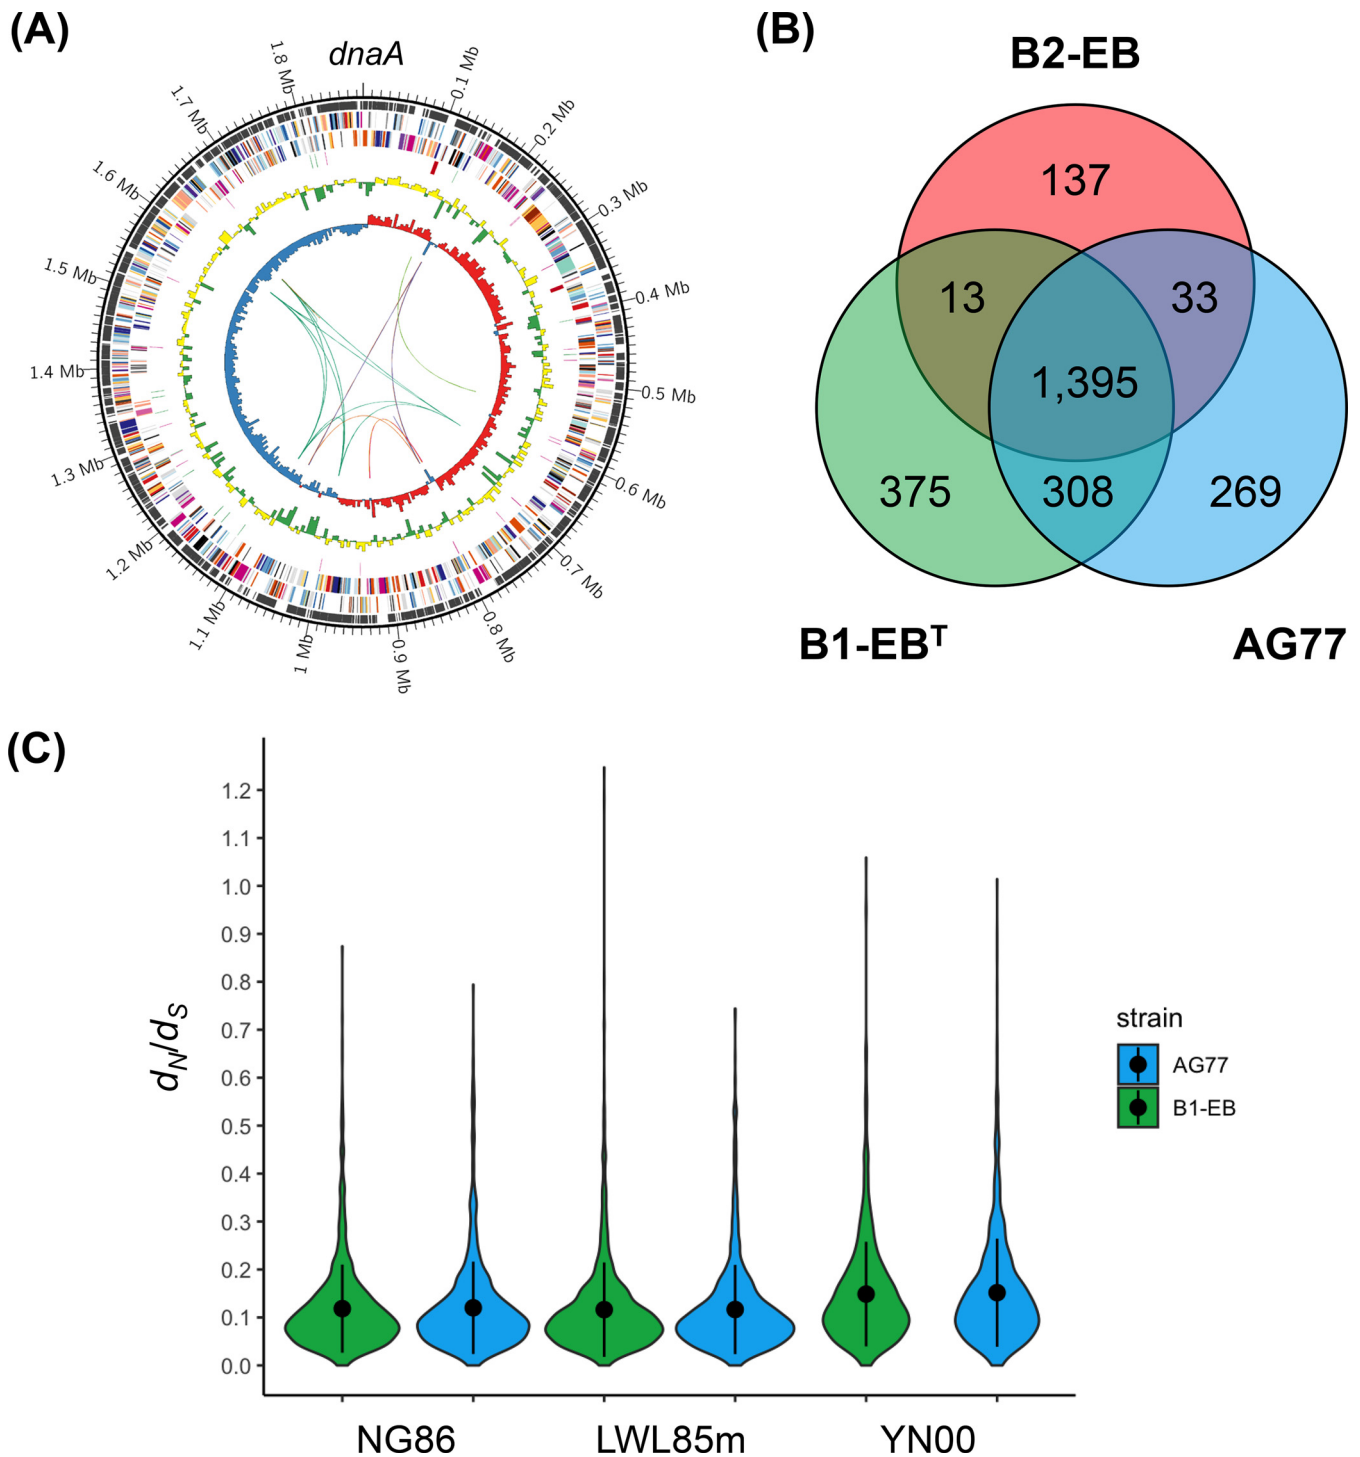 (A)
dnaA
0.1 Mb
0.2 Mb
0.3 Mb
0.4 Mb
0.5 Mb
0.6 Mb
0.7 Mb
0.8 Mb
0.9 Mb
1 Mb
1.1 Mb
1.2 Mb
1.3 Mb
1.4 Mb
1.5 Mb
1.6 Mb
1.7 Mb
1.8 Mb
(B)
B2-EB
137
13
33
1,395
375
308
269
B1-EBᵀ
AG77
(C)
dN/dS
1.2
1.1
1.0
0.9
0.8
0.7
0.6
0.5
0.4
0.3
0.2
0.1
0.0
NG86
LWL85m
YN00
strain
AG77
B1-EB